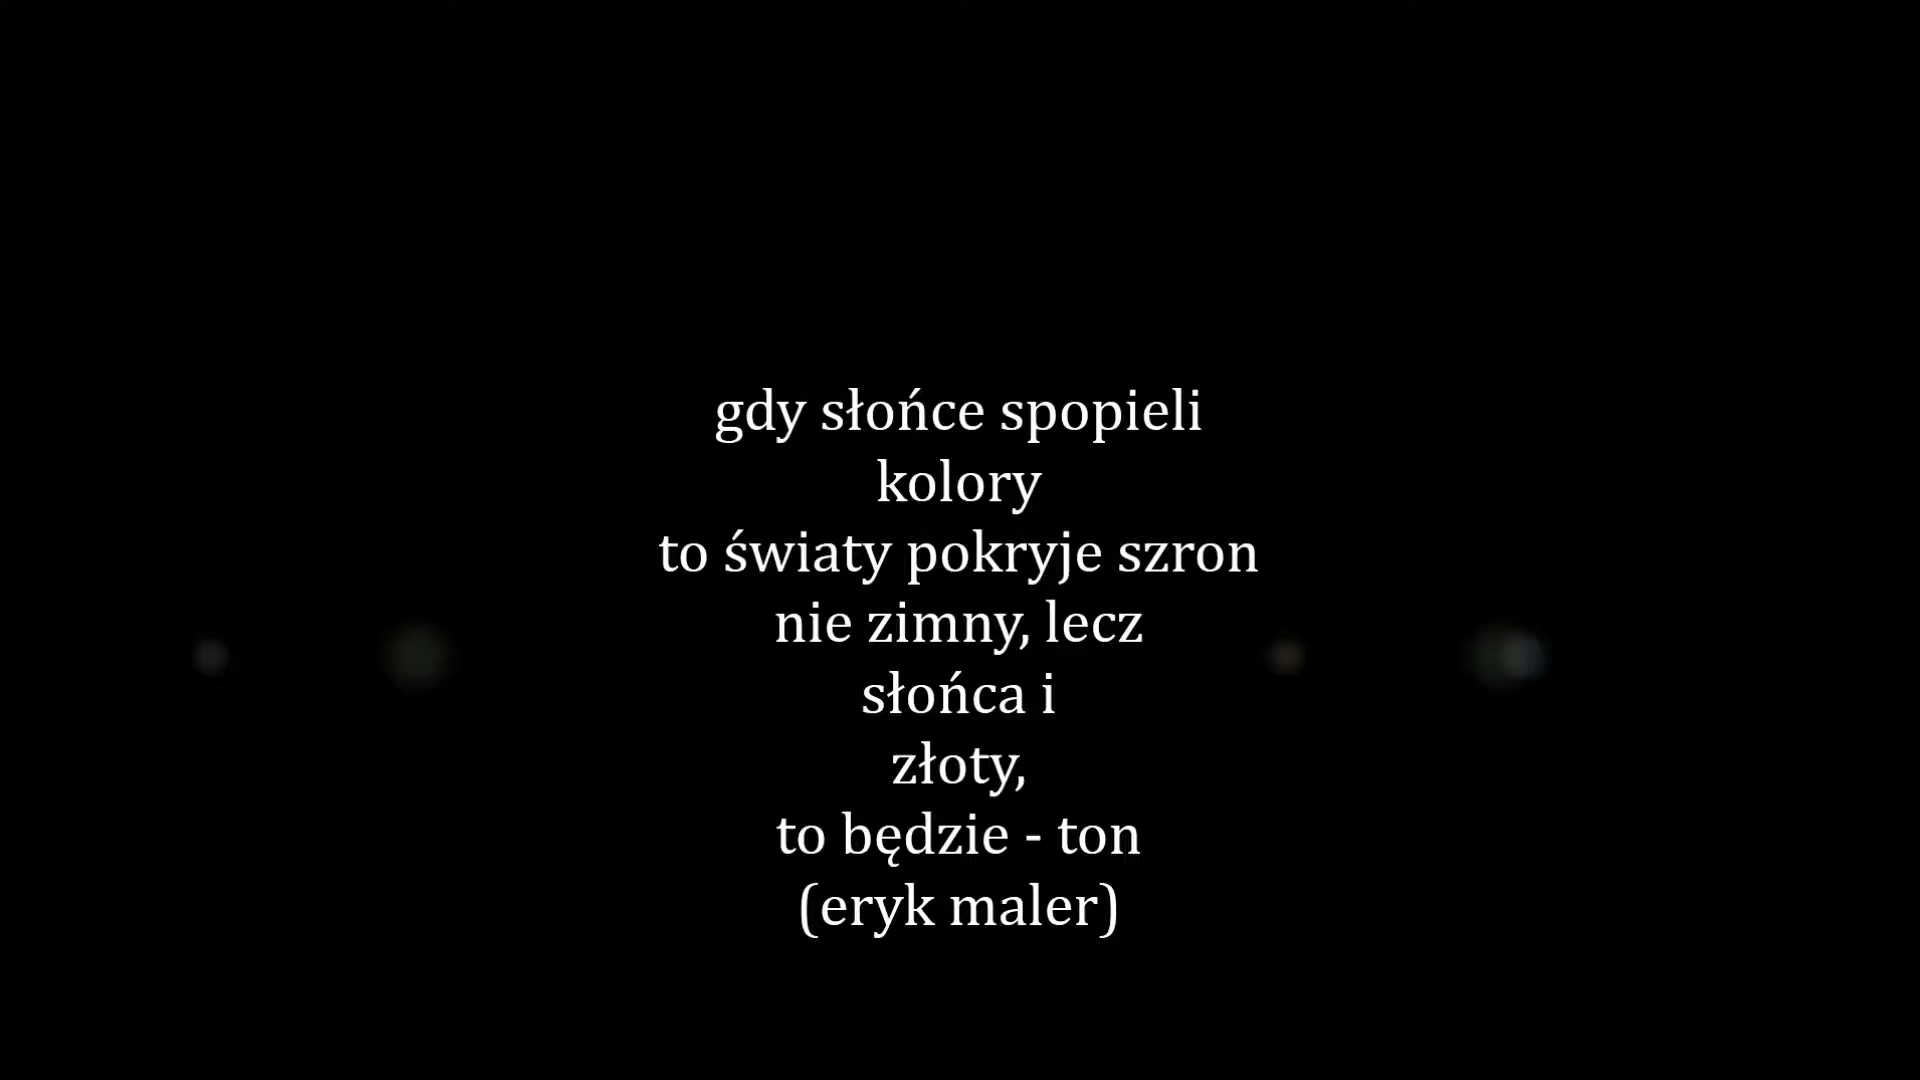 gdy słońce spopieli
kolory
to światy pokryje szron
nie zimny, lecz
słońca i
złoty,
to będzie - ton
(eryk maler)